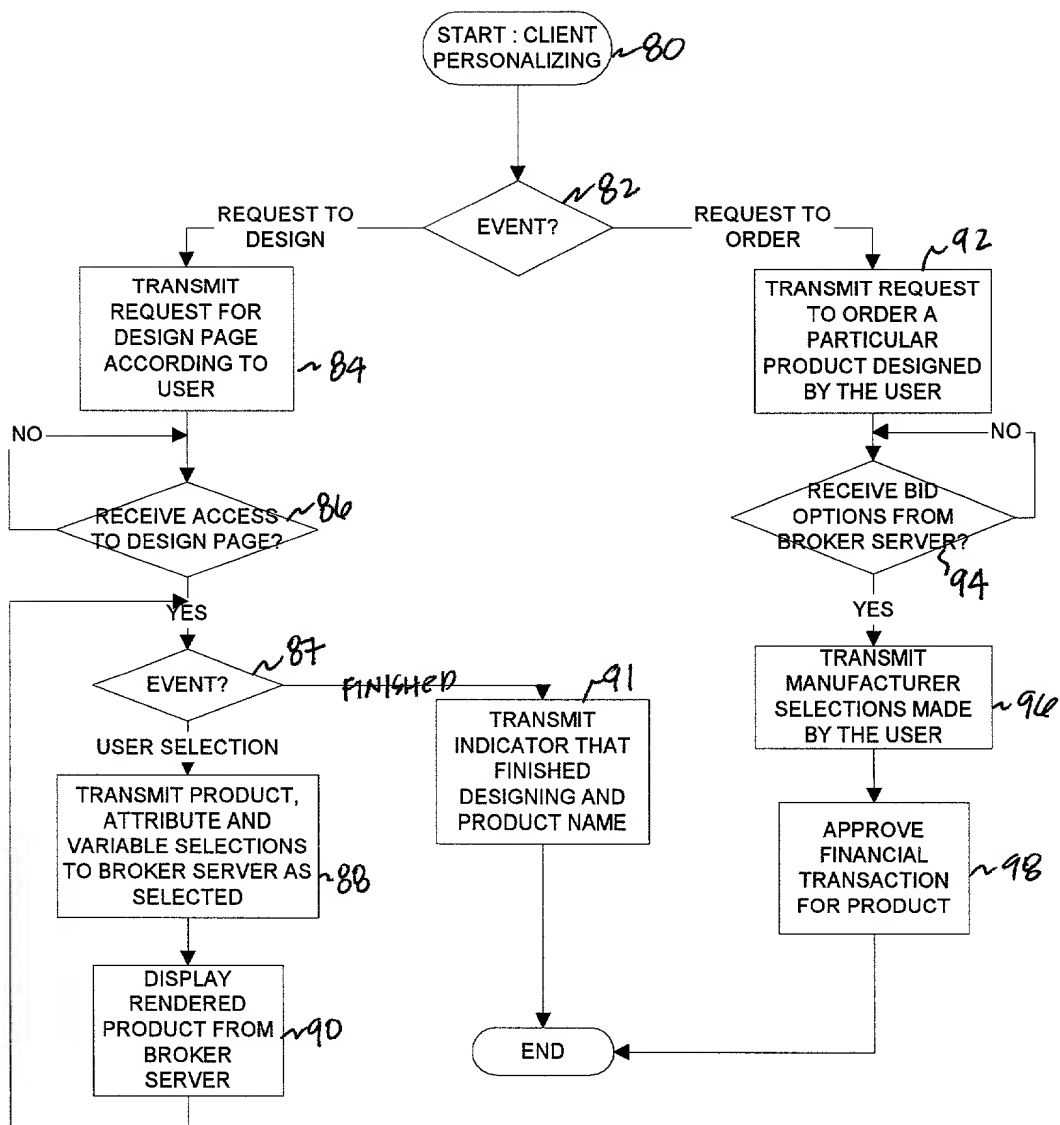 START : CLIENT
PERSONALIZING
80
82
EVENT?
REQUEST TO
DESIGN
REQUEST TO
ORDER
92
TRANSMIT
REQUEST FOR
DESIGN PAGE
ACCORDING TO
USER
84
TRANSMIT REQUEST
TO ORDER A
PARTICULAR
PRODUCT DESIGNED
BY THE USER
NO
NO
RECEIVE ACCESS
TO DESIGN PAGE?
86
RECEIVE BID
OPTIONS FROM
BROKER SERVER?
94
YES
YES
87
EVENT?
FINISHED
91
TRANSMIT
INDICATOR THAT
FINISHED
DESIGNING AND
PRODUCT NAME
TRANSMIT
MANUFACTURER
SELECTIONS MADE
BY THE USER
96
USER SELECTION
TRANSMIT PRODUCT,
ATTRIBUTE AND
VARIABLE SELECTIONS
TO BROKER SERVER AS
SELECTED
88
APPROVE
FINANCIAL
TRANSACTION
FOR PRODUCT
98
DISPLAY
RENDERED
PRODUCT FROM
BROKER
SERVER
90
END